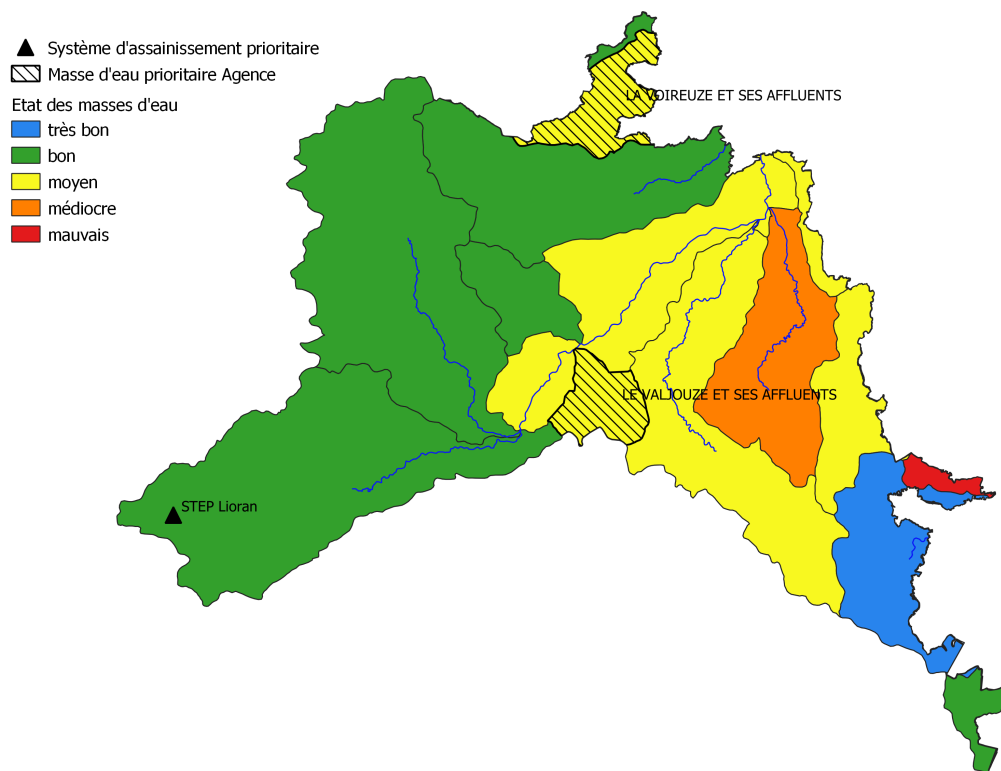 Système d'assainissement prioritaire
Masse d'eau prioritaire Agence
Etat des masses d'eau
très bon
bon
moyen
médiocre
mauvais
LA VOIREUZE ET SES AFFLUENTS
LE VALJOUZE ET SES AFFLUENTS
STEP Lioran